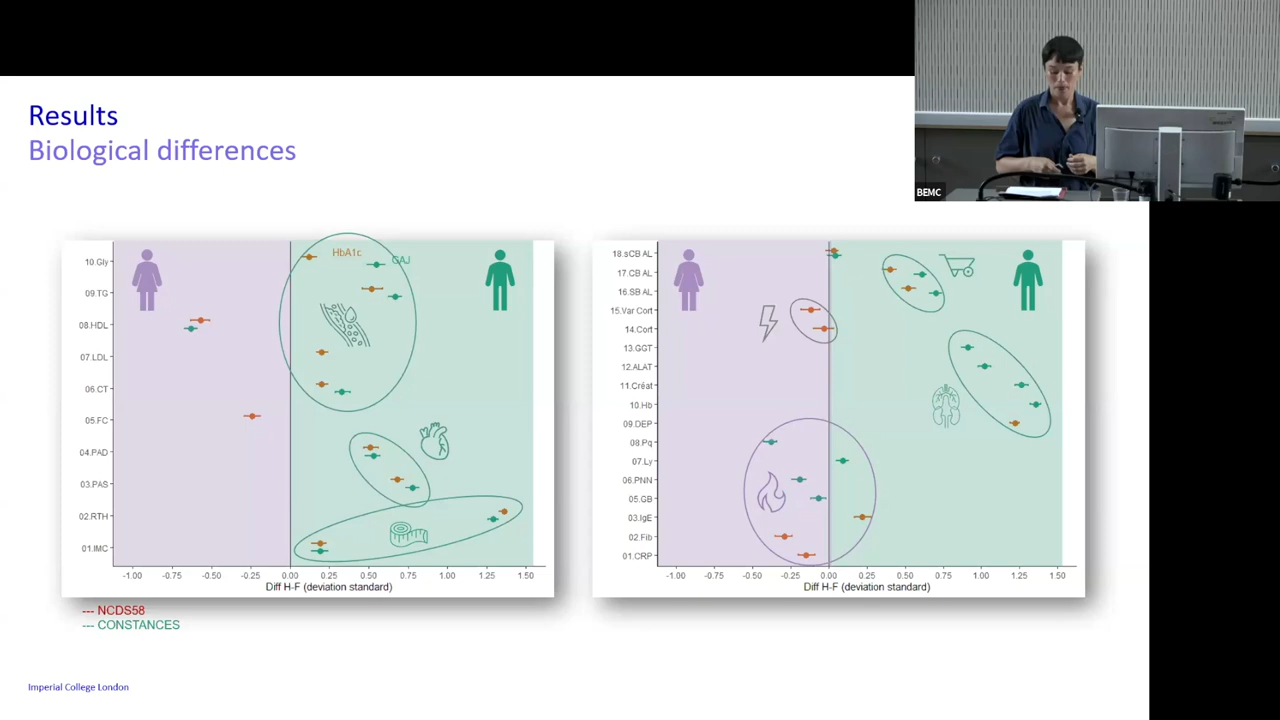 Results
Biological differences
BEMC
HbA1c
GAJ
10.Gly
09.TG
08.HDL
07.LDL
06.CT
05.FC
04.PAD
03.PAS
02.RTH
01.IMC
-1.00 -0.75 -0.50 -0.25 0.00 0.25 0.50 0.75 1.00 1.25 1.50
Diff H-F (deviation standard)
18.sCB AL
17.CB AL
16.SB AL
15.Var Cort
14.Cort
13.GGT
12.ALAT
11.Créat
10.Hb
09.DEP
08.Pq
07.Ly
06.PNN
05.GB
03.IgE
02.Fib
01.CRP
-1.00 -0.75 -0.50 -0.25 0.00 0.25 0.50 0.75 1.00 1.25 1.50
Diff H-F (deviation standard)
--- NCDS58
--- CONSTANCES
Imperial College London